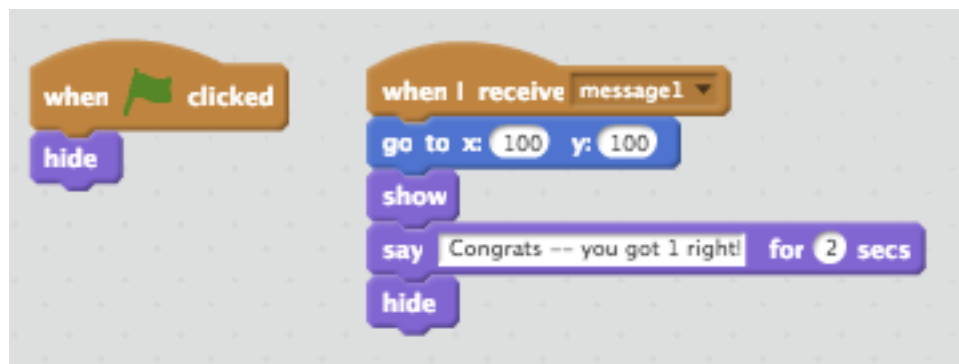 when clicked
hide
when I receive message1
go to x: 100 y: 100
show
say Congrats -- you got 1 right! for 2 secs
hide